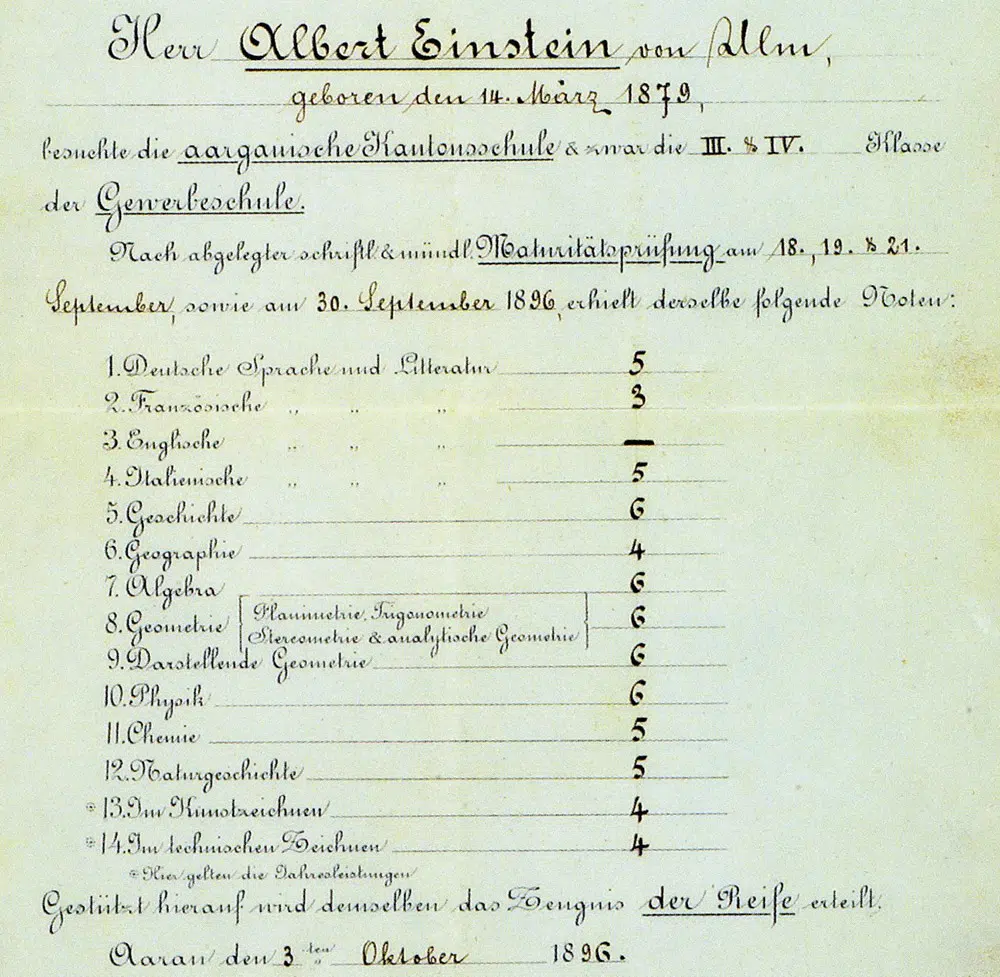 Herr Albert Einstein von Ulm,
geboren den 14. März 1879,
besuchte die aargauische Kantonsschule & zwar die III. & IV. Klasse
der Gewerbeschule.
Nach abgelegter schriftl. & mündl. Maturitätsprüfung am 18., 19. & 21.
September, sowie am 30. September 1896, erhielt derselbe folgende Noten:
1. Deutsche Sprache und Litteratur 5
2. Französische „ „ „ 3
3. Englische „ „ „ —
4. Italienische „ „ „ 5
5. Geschichte 6
6. Geographie 4
7. Algebra 6
8. Geometrie [Planimetrie, Trigonometrie
Stereometrie & analytische Geometrie] 6
9. Darstellende Geometrie 6
10. Physik 6
11. Chemie 5
12. Naturgeschichte 5
* 13. Im Kunstzeichnen 4
* 14. Im technischen Zeichnen 4
* Hier gelten die Jahresleistungen
Gestützt hierauf wird demselben das Zeugnis der Reife erteilt.
Aarau den 3ten Oktober 1896.